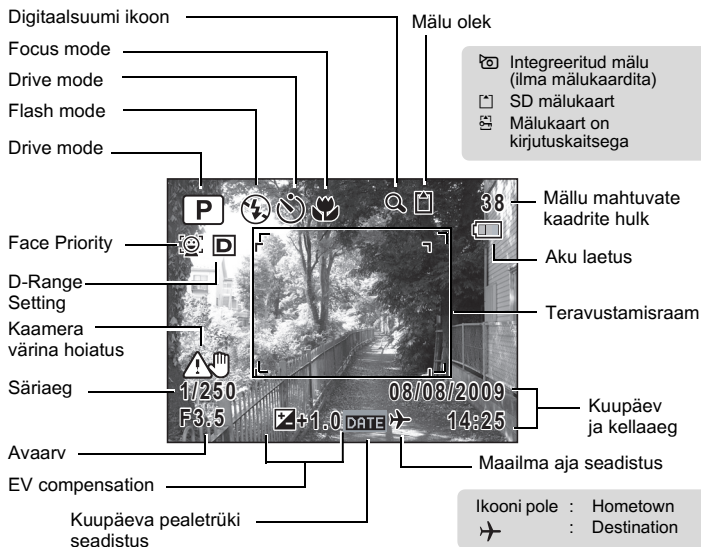 Digitaalsuumi ikoon
Mälu olek
Focus mode
Drive mode
Flash mode
Drive mode
Integreeritud mälu
(ilma mälukaardita)
SD mälukaart
Mälukaart on
kirjutuskaitsega
P
38
Mällu mahtuvate
kaadrite hulk
Face Priority
D
Aku laetus
D-Range
Setting
Teravustamisraam
Kaamera
värina hoiatus
Säriaeg
1/250
08/08/2009
F3.5
+1.0
DATE
14:25
Kuupäev
ja kellaaeg
Avaarv
Maailma aja seadistus
EV compensation
Kuupäeva pealetrüki
seadistus
Ikooni pole : Hometown
: Destination